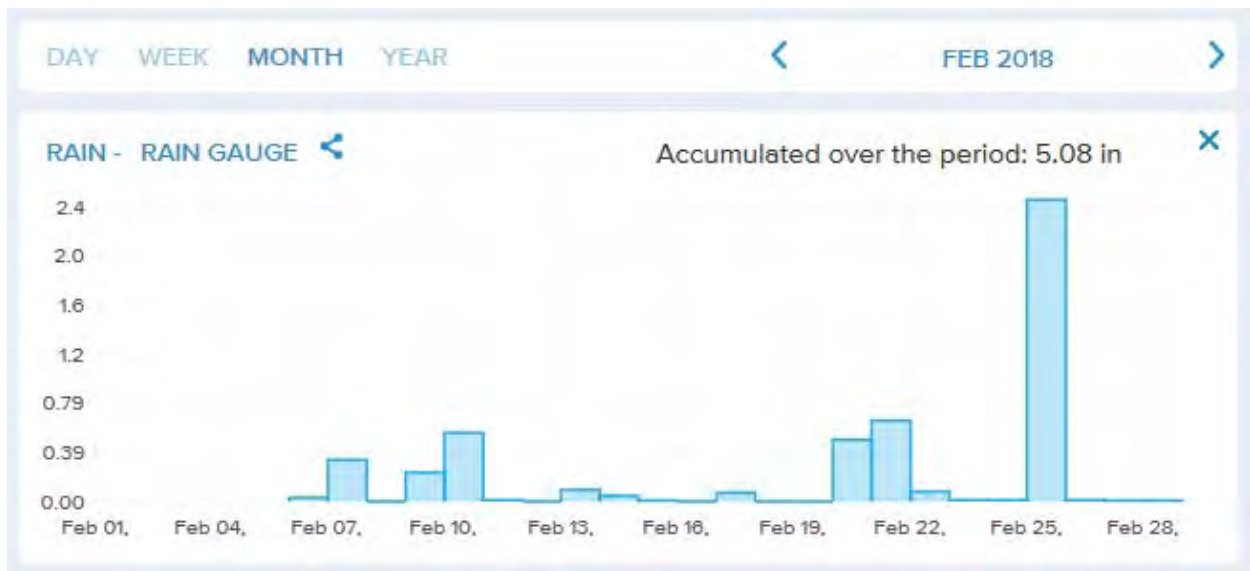 DAY WEEK MONTH YEAR FEB 2018
RAIN - RAIN GAUGE Accumulated over the period: 5.08 in
2.4
2.0
1.6
1.2
0.79
0.39
0.00
Feb 01, Feb 04, Feb 07, Feb 10, Feb 13, Feb 16, Feb 19, Feb 22, Feb 25, Feb 28,